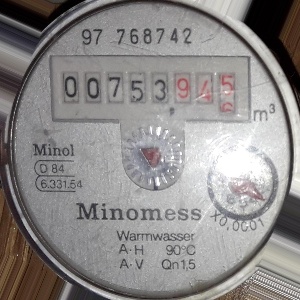 97 768742
00753945
m³
Minol
D 84
6.331.54
Minomess
X0,0001
Warmwasser
A·H 90°C
A·V Qn1,5